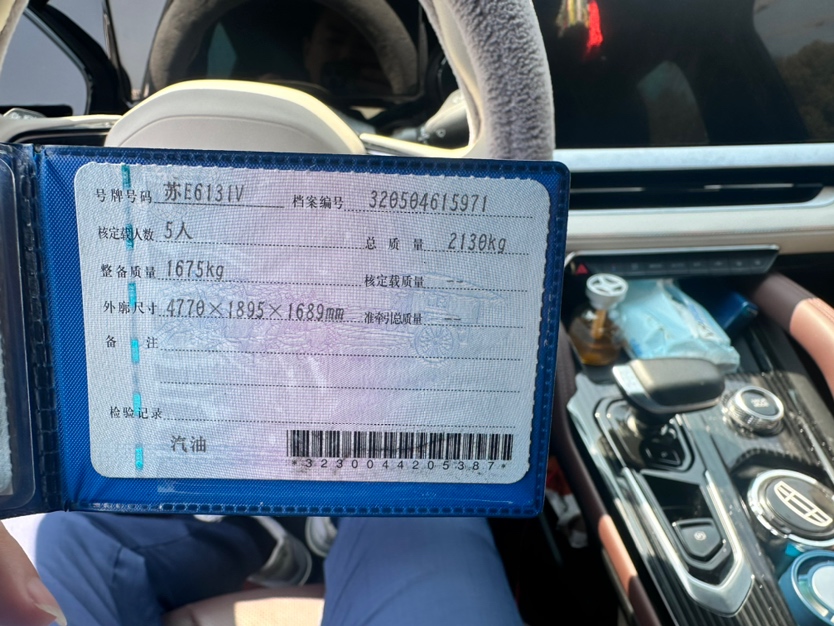 号牌号码 苏E6131V 档案编号 320504615971
核定载人数 5人 总质量 2130kg
整备质量 1675kg 核定载质量 --
外廓尺寸 4770×1895×1689mm 准牵引总质量 --
备注
检验记录
汽油
*3230044205387*